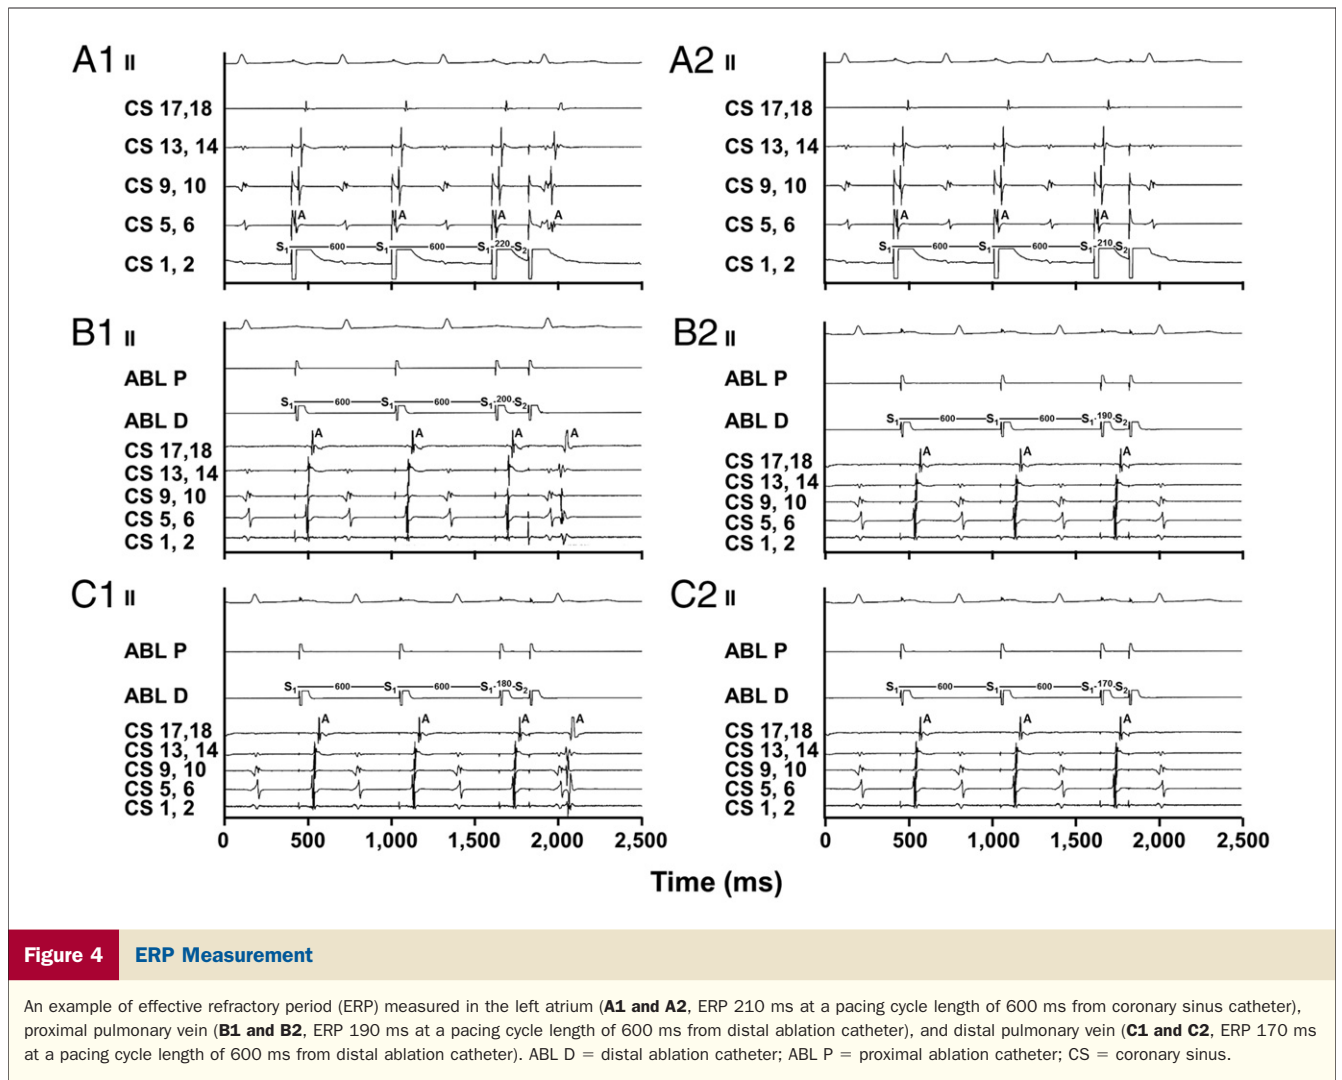 A1 II
CS 17,18
CS 13, 14
CS 9, 10
CS 5, 6
A A A A
S1 600 S1 600 S1 220 S2
CS 1, 2
A2 II
CS 17,18
CS 13, 14
CS 9, 10
CS 5, 6
A A A
S1 600 S1 600 S1 210 S2
CS 1, 2
B1 II
ABL P
S1 600 S1 600 S1 200 S2
ABL D
A A A A
CS 17,18
CS 13, 14
CS 9, 10
CS 5, 6
CS 1, 2
B2 II
ABL P
S1 600 S1 600 S1 190 S2
ABL D
A A A
CS 17,18
CS 13, 14
CS 9, 10
CS 5, 6
CS 1, 2
C1 II
ABL P
S1 600 S1 600 S1 180 S2
ABL D
A A A A
CS 17,18
CS 13, 14
CS 9, 10
CS 5, 6
CS 1, 2
0 500 1,000 1,500 2,000 2,500
C2 II
ABL P
S1 600 S1 600 S1 170 S2
ABL D
A A A
CS 17,18
CS 13, 14
CS 9, 10
CS 5, 6
CS 1, 2
0 500 1,000 1,500 2,000 2,500
Time (ms)
Figure 4 ERP Measurement
An example of effective refractory period (ERP) measured in the left atrium (A1 and A2, ERP 210 ms at a pacing cycle length of 600 ms from coronary sinus catheter),
proximal pulmonary vein (B1 and B2, ERP 190 ms at a pacing cycle length of 600 ms from distal ablation catheter), and distal pulmonary vein (C1 and C2, ERP 170 ms
at a pacing cycle length of 600 ms from distal ablation catheter). ABL D = distal ablation catheter; ABL P = proximal ablation catheter; CS = coronary sinus.